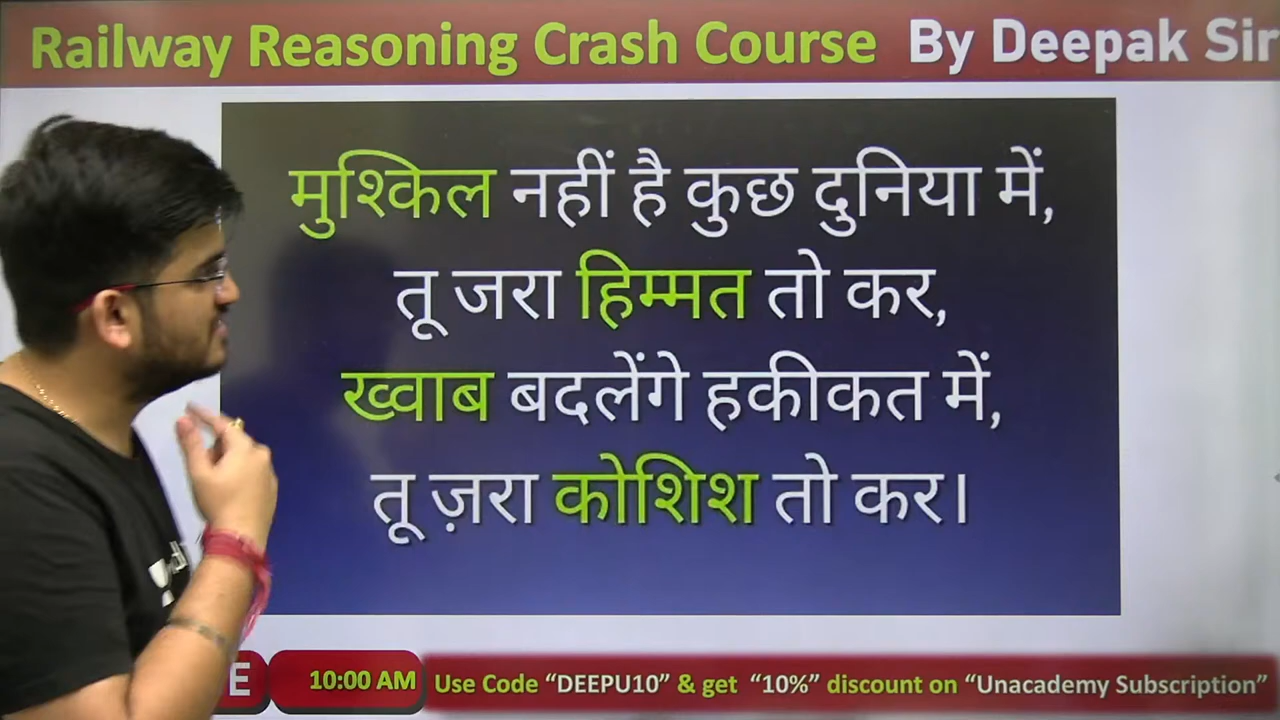 Railway Reasoning Crash Course By Deepak Sir
मुश्किल नहीं है कुछ दुनिया में,
तू जरा हिम्मत तो कर,
ख्वाब बदलेंगे हकीकत में,
तू ज़रा कोशिश तो कर।
E 10:00 AM Use Code “DEEPU10” & get “10%” discount on “Unacademy Subscription”